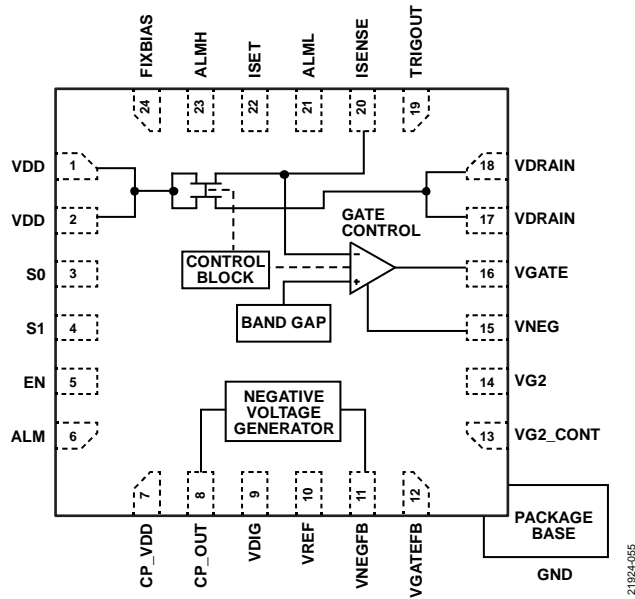 FIXBIAS
ALMH
ISET
ALML
ISENSE
TRIGOUT
24
23
22
21
20
19
VDD
1
18
VDRAIN
VDD
2
17
VDRAIN
GATE
CONTROL
S0
3
CONTROL
BLOCK
−
+
16
VGATE
S1
4
BAND GAP
15
VNEG
EN
5
14
VG2
NEGATIVE
VOLTAGE
GENERATOR
ALM
6
13
VG2_CONT
7
8
9
10
11
12
CP_VDD
CP_OUT
VDIG
VREF
VNEGFB
VGATEFB
PACKAGE
BASE
GND
21924-055